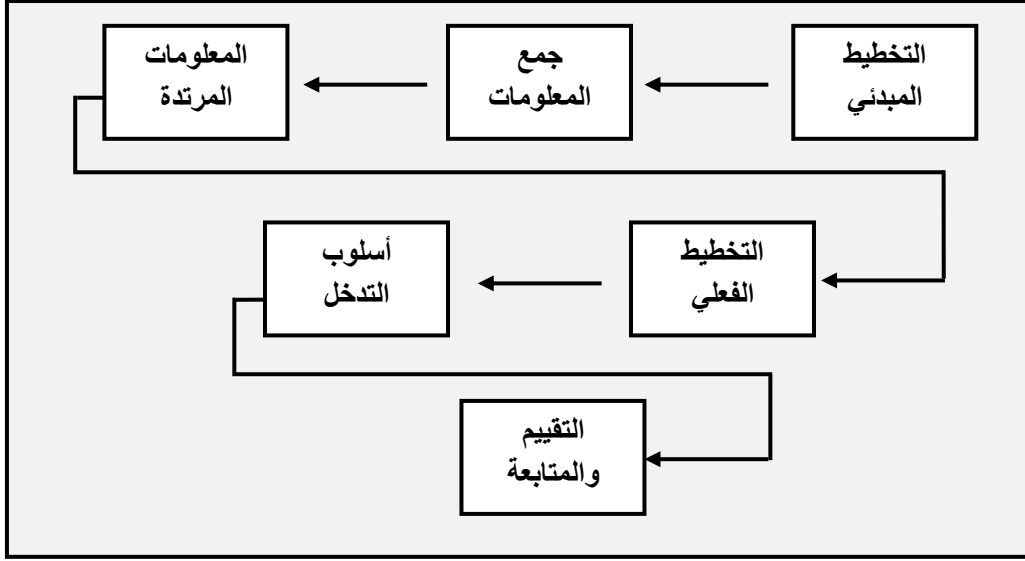 التخطيط
المبدئي
جمع
المعلومات
المعلومات
المرتدة
التخطيط
الفعلي
أسلوب
التدخل
التقييم
والمتابعة